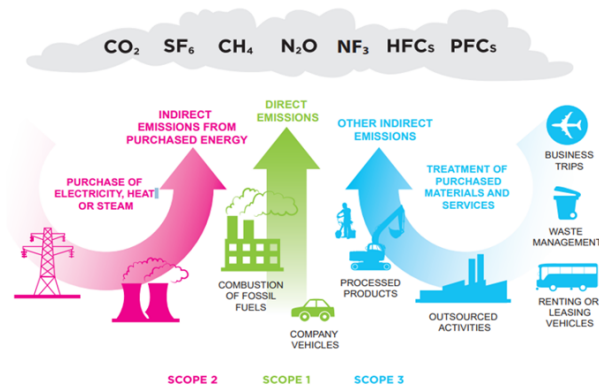 CO₂ SF₆ CH₄ N₂O NF₃ HFCs PFCs
INDIRECT
EMISSIONS FROM
PURCHASED ENERGY
DIRECT
EMISSIONS
OTHER INDIRECT
EMISSIONS
PURCHASE OF
ELECTRICITY, HEAT
OR STEAM
TREATMENT OF
PURCHASED
MATERIALS AND
SERVICES
BUSINESS
TRIPS
WASTE
MANAGEMENT
COMBUSTION
OF FOSSIL
FUELS
PROCESSED
PRODUCTS
COMPANY
VEHICLES
OUTSOURCED
ACTIVITIES
RENTING OR
LEASING
VEHICLES
SCOPE 2 SCOPE 1 SCOPE 3